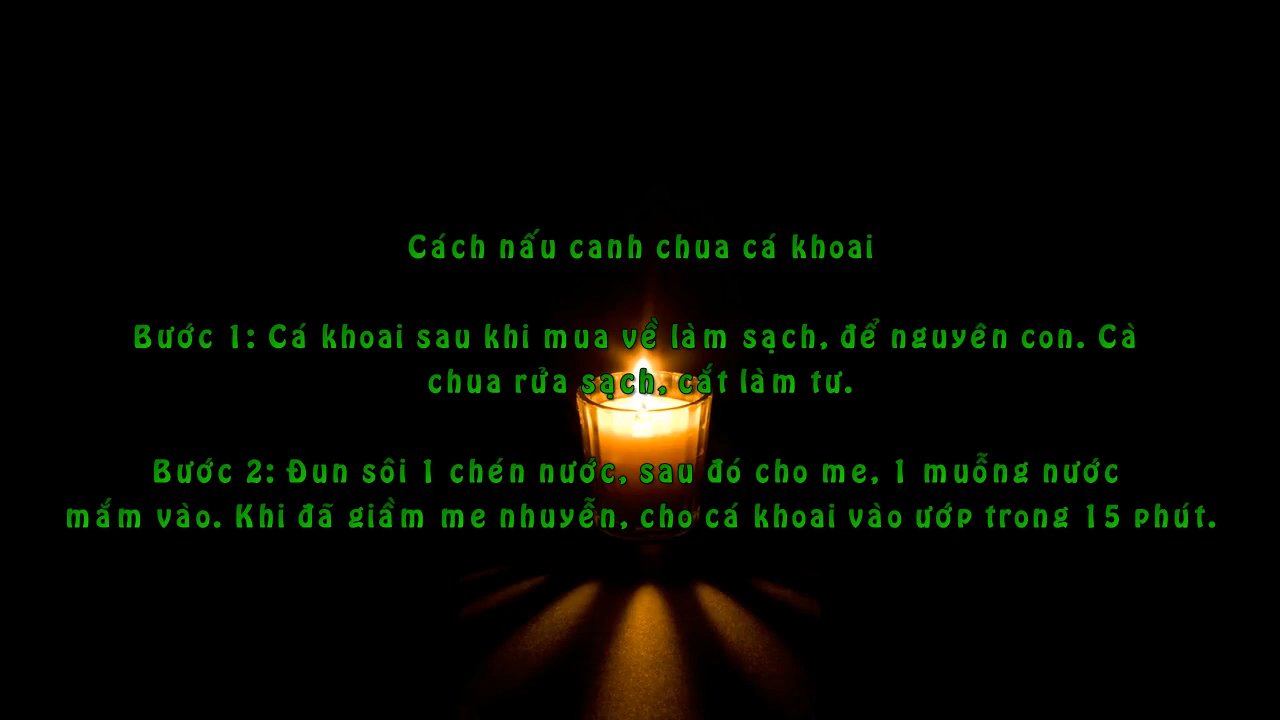 Cách nấu canh chua cá khoai
Bước 1: Cá khoai sau khi mua về làm sạch, để nguyên con. Cà
chua rửa sạch, cắt làm tư.
Bước 2: Đun sôi 1 chén nước, sau đó cho me, 1 muỗng nước
mắm vào. Khi đã giầm me nhuyễn, cho cá khoai vào ướp trong 15 phút.